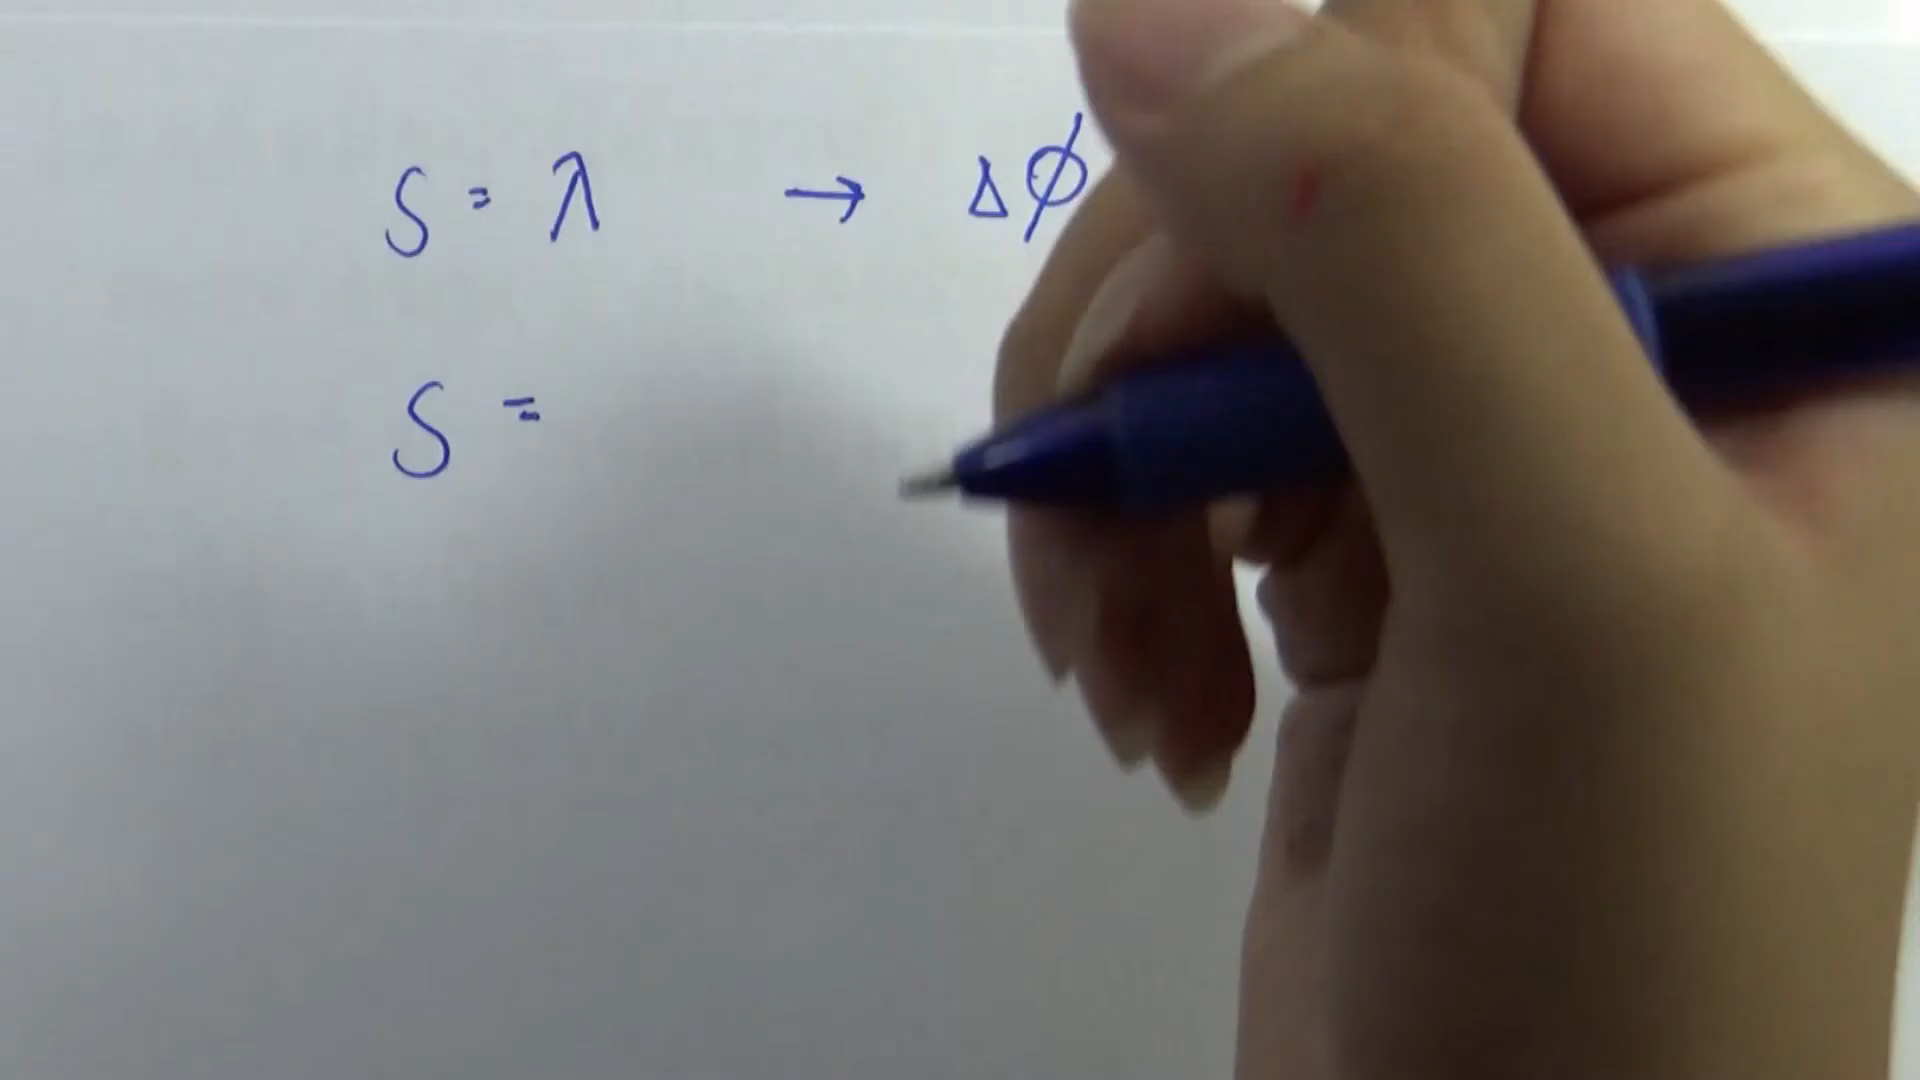 S = λ → Δϕ
S =